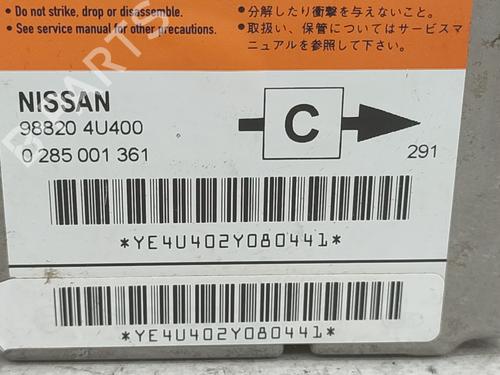 • Do not strike, drop or disassemble.
• See service manual for other precautions.
• 分解したり衝撃を与えないこと。
• 取扱い、保管についてはサービスマ
ニュアルを参照して下さい。
NISSAN
98820 4U400
0 285 001 361
C
291
*YE4U402Y080441*
*YE4U402Y080441*